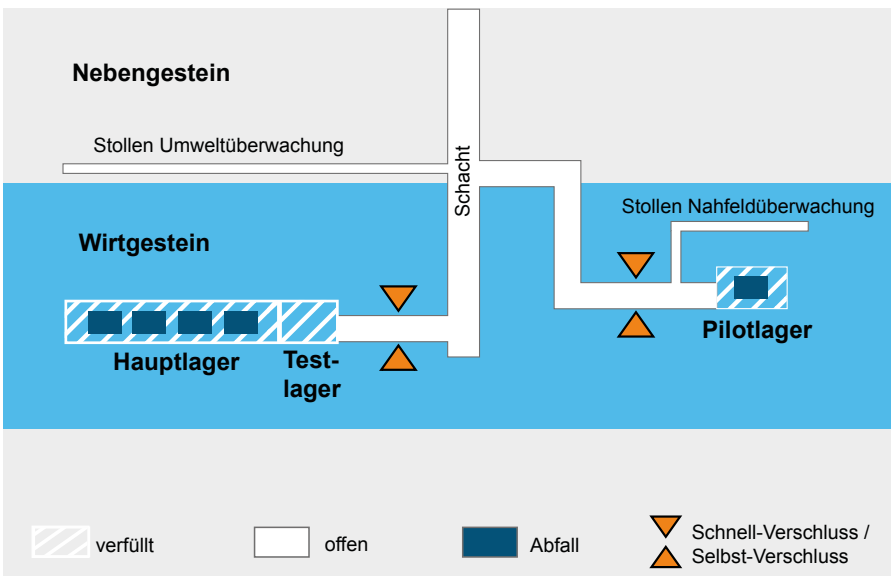 Nebengestein
Stollen Umweltüberwachung
Schacht
Stollen Nahfeldüberwachung
Wirtgestein
Pilotlager
Hauptlager
Test-
lager
verfüllt
offen
Abfall
Schnell-Verschluss /
Selbst-Verschluss